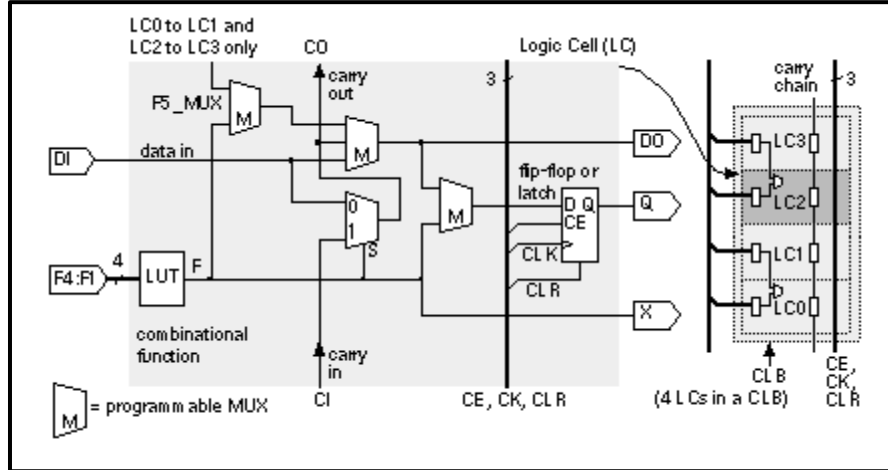 LC0 to LC1 and
LC2 to LC3 only
CO
carry
out
F5_MUX
M
DI
data in
M
0
1
S
M
3
Logic Cell (LC)
flip-flop or
latch
D Q
CE
CLK
CLR
DO
Q
X
4
F4:F1
LUT
F
combinational
function
carry
in
CI
CE, CK, CLR
M
= programmable MUX
carry
chain
3
LC3
LC2
LC1
LC0
CLB
(4 LCs in a CLB)
CE,
CK,
CLR